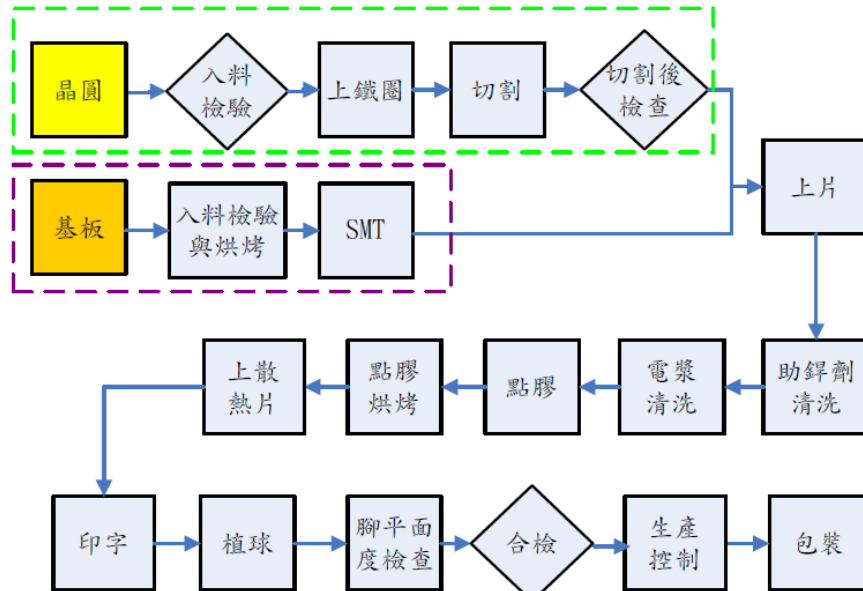 晶圓
入料
檢驗
上鐵圈
切割
切割後
檢查
上片
基板
入料檢驗
與烘烤
SMT
上散
熱片
點膠
烘烤
點膠
電漿
清洗
助銲劑
清洗
印字
植球
腳平面
度檢查
合檢
生產
控制
包裝